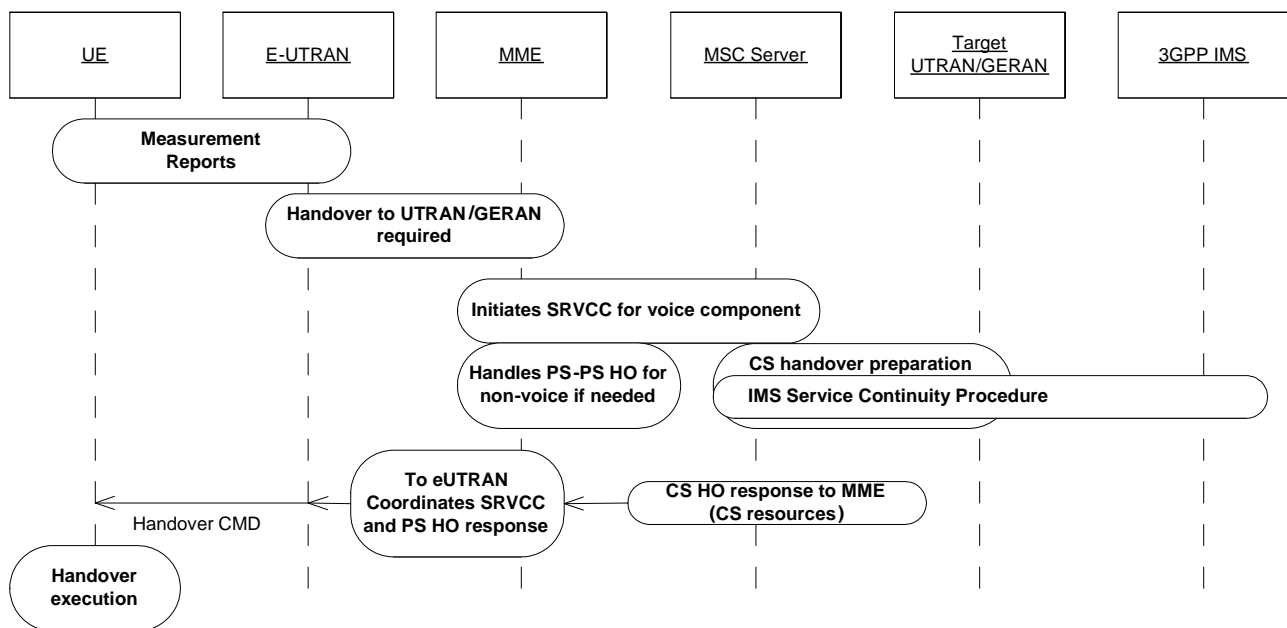 UE
E-UTRAN
MME
MSC Server
Target
UTRAN/GERAN
3GPP IMS
Measurement
Reports
Handover to UTRAN/GERAN
required
Initiates SRVCC for voice component
Handles PS-PS HO for
non-voice if needed
CS handover preparation
IMS Service Continuity Procedure
To eUTRAN
Coordinates SRVCC
and PS HO response
CS HO response to MME
(CS resources)
Handover CMD
Handover
execution